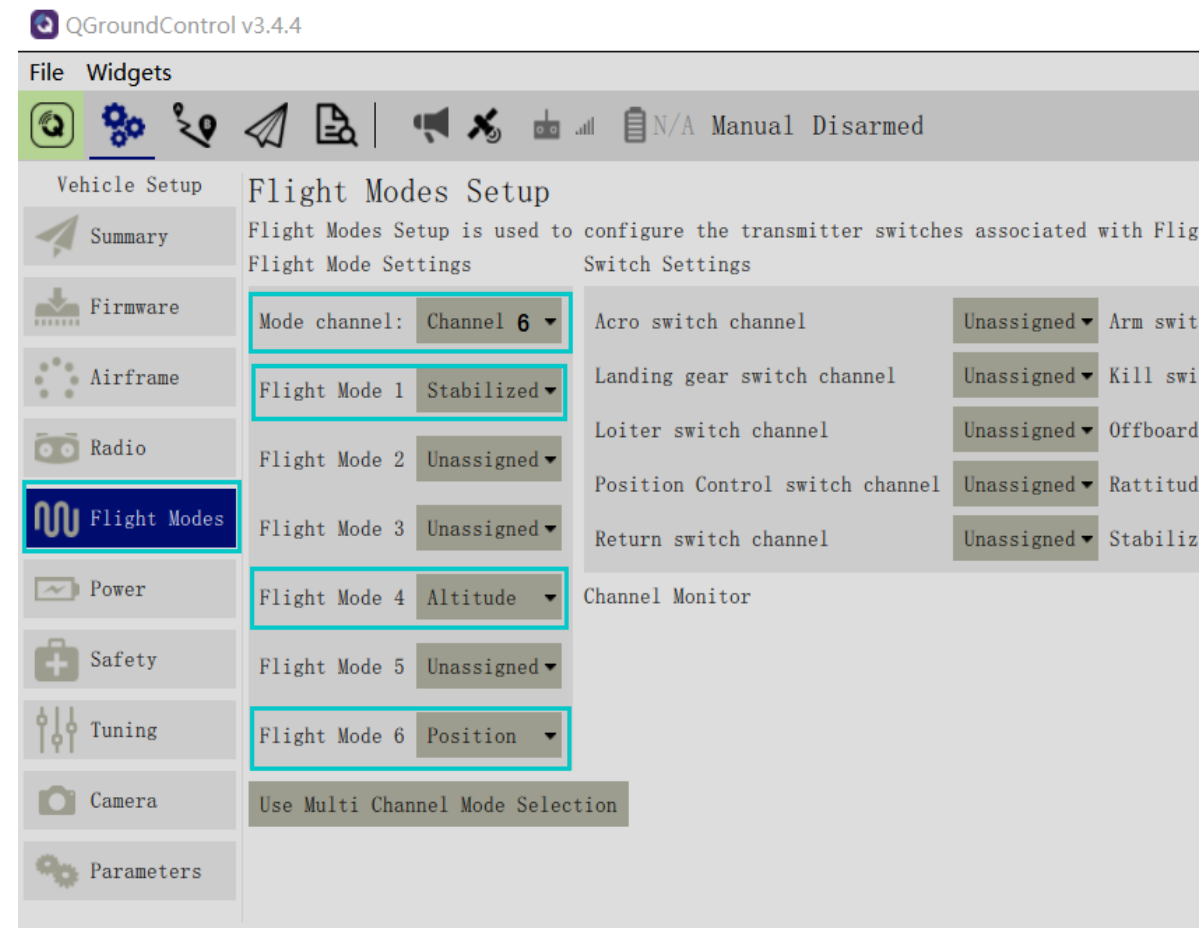 QGroundControl v3.4.4
File Widgets
N/A Manual Disarmed
Vehicle Setup
Summary
Firmware
Airframe
Radio
Flight Modes
Power
Safety
Tuning
Camera
Parameters
Flight Modes Setup
Flight Modes Setup is used to configure the transmitter switches associated with Flig
Flight Mode Settings
Mode channel: Channel 6
Flight Mode 1 Stabilized
Flight Mode 2 Unassigned
Flight Mode 3 Unassigned
Flight Mode 4 Altitude
Flight Mode 5 Unassigned
Flight Mode 6 Position
Use Multi Channel Mode Selection
Switch Settings
Acro switch channel Unassigned Arm swit
Landing gear switch channel Unassigned Kill swi
Loiter switch channel Unassigned Offboard
Position Control switch channel Unassigned Rattitud
Return switch channel Unassigned Stabiliz
Channel Monitor